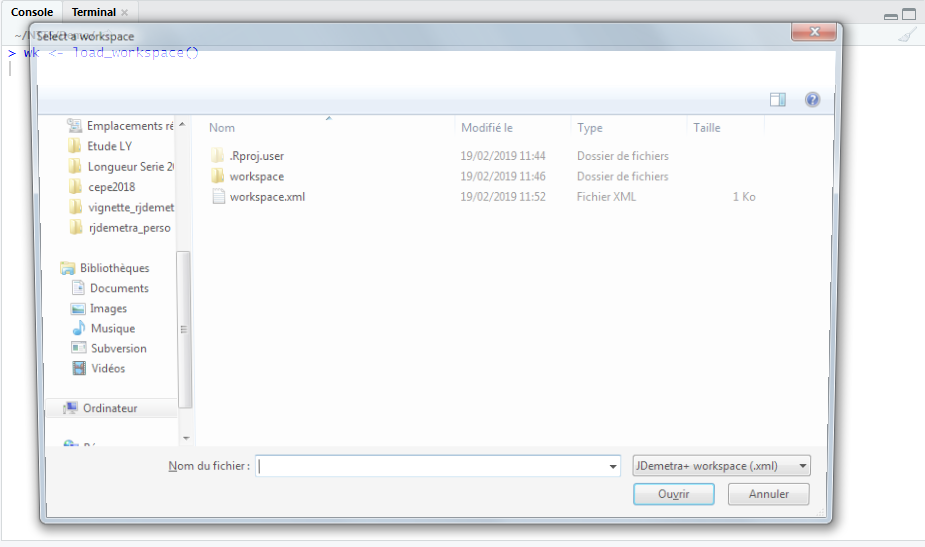 Console Terminal ×
Select a workspace
> wk <- load_workspace()
Nom Modifié le Type Taille
Emplacements ré
Etude LY
Longueur Serie 20
cepe2018
vignette_rjdemet
rjdemetra_perso
.Rproj.user 19/02/2019 11:44 Dossier de fichiers
workspace 19/02/2019 11:46 Dossier de fichiers
workspace.xml 19/02/2019 11:52 Fichier XML 1 Ko
Bibliothèques
Documents
Images
Musique
Subversion
Vidéos
Ordinateur
Nom du fichier : JDemetra+ workspace (.xml)
Ouvrir Annuler